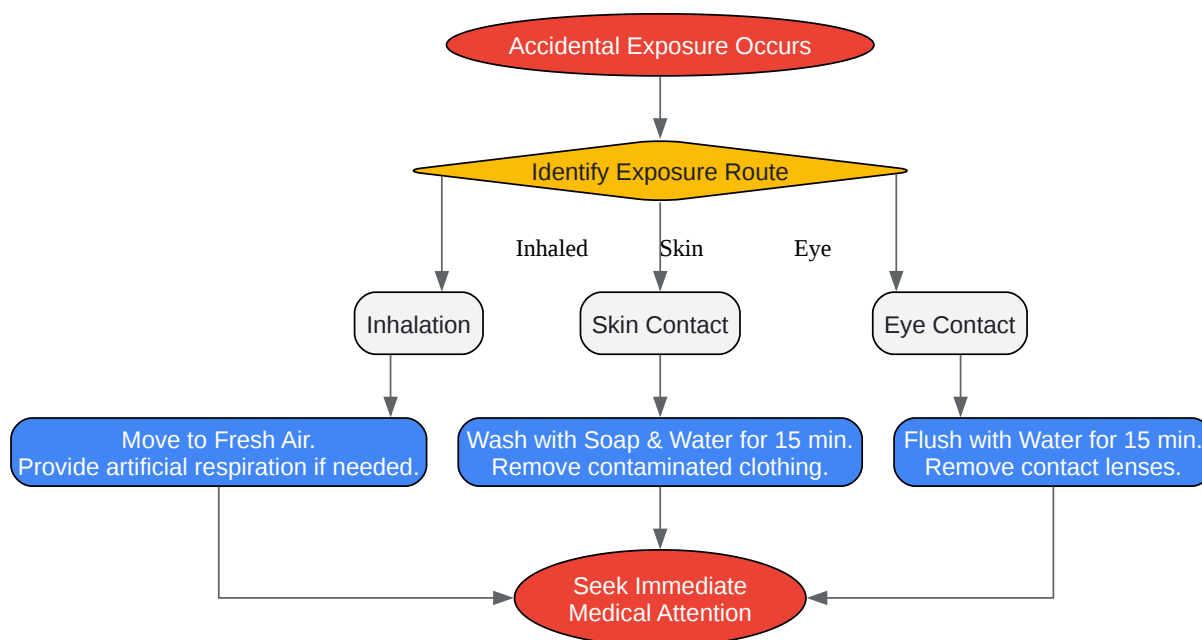 Accidental Exposure Occurs
Identify Exposure Route
Inhaled
Skin
Eye
Inhalation
Skin Contact
Eye Contact
Move to Fresh Air.
Provide artificial respiration if needed.
Wash with Soap & Water for 15 min.
Remove contaminated clothing.
Flush with Water for 15 min.
Remove contact lenses.
Seek Immediate
Medical Attention